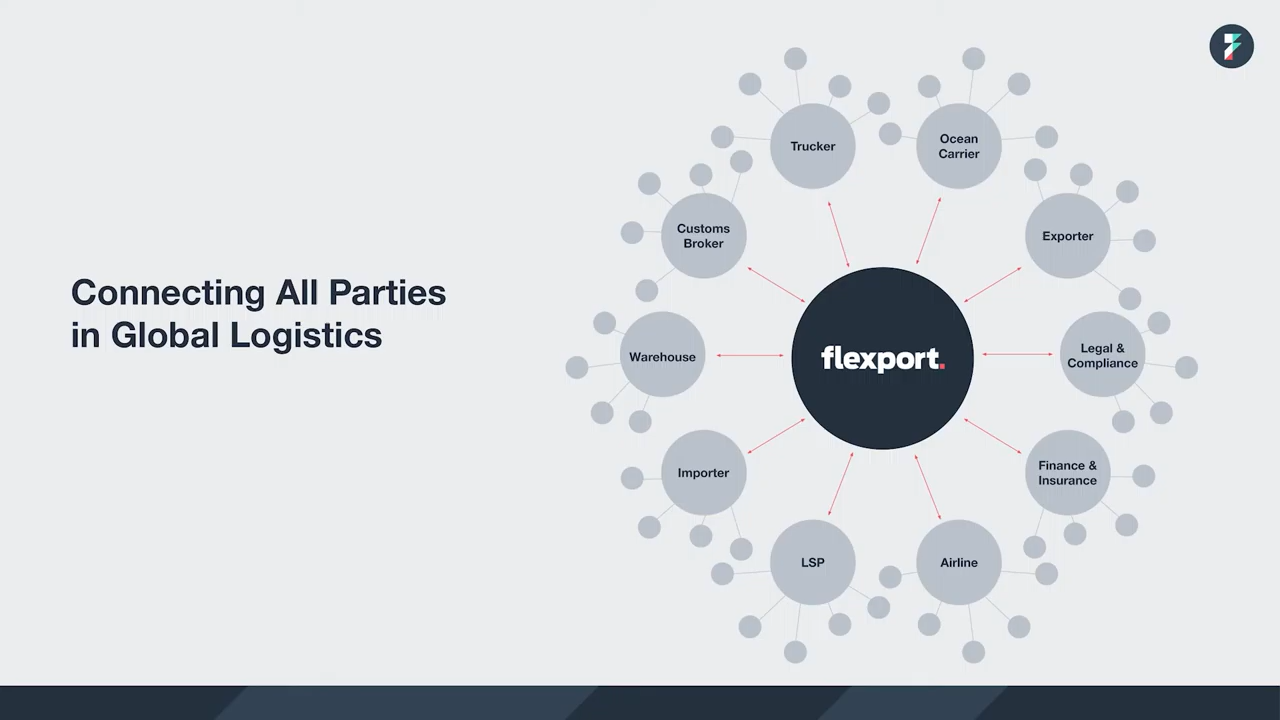 Connecting All Parties
in Global Logistics
Trucker
Ocean
Carrier
Customs
Broker
Exporter
Warehouse
flexport.
Legal &
Compliance
Importer
Finance &
Insurance
LSP
Airline